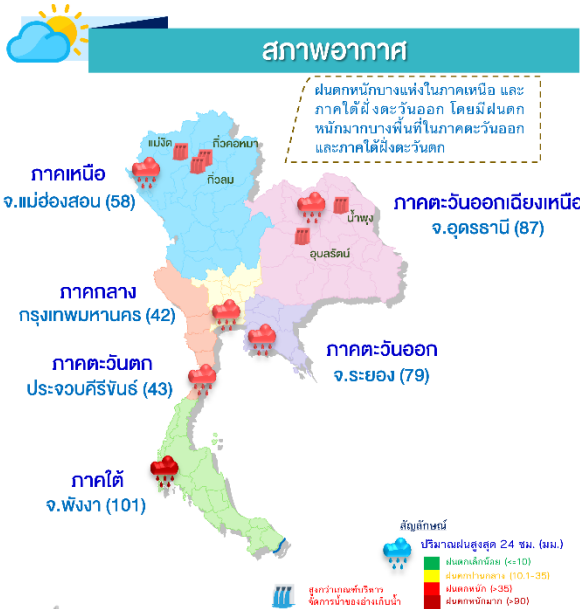 สภาพอากาศ
ฝนตกหนักบางแห่งในภาคเหนือ และ
ภาคใต้ฝั่งตะวันออก โดยมีฝนตก
หนักมากบางพื้นที่ในภาคตะวันออก
และภาคใต้ฝั่งตะวันตก
แม่งัด
กิ่วคอหมา
กิ่วลม
ภาคเหนือ
จ.แม่ฮ่องสอน (58)
ภาคตะวันออกเฉียงเหนือ
จ.อุดรธานี (87)
น้ำพุง
อุบลรัตน์
ภาคกลาง
กรุงเทพมหานคร (42)
ภาคตะวันตก
ประจวบคีรีขันธ์ (43)
ภาคตะวันออก
จ.ระยอง (79)
ภาคใต้
จ.พังงา (101)
สัญลักษณ์
ปริมาณฝนสูงสุด 24 ชม. (มม.)
ฝนตกเล็กน้อย (<=10)
ฝนตกปานกลาง (10.1-35)
ฝนตกหนัก (>35)
ฝนตกหนักมาก (>90)
สูงกว่าเกณฑ์บริหาร
จัดการน้ำของอ่างเก็บน้ำ